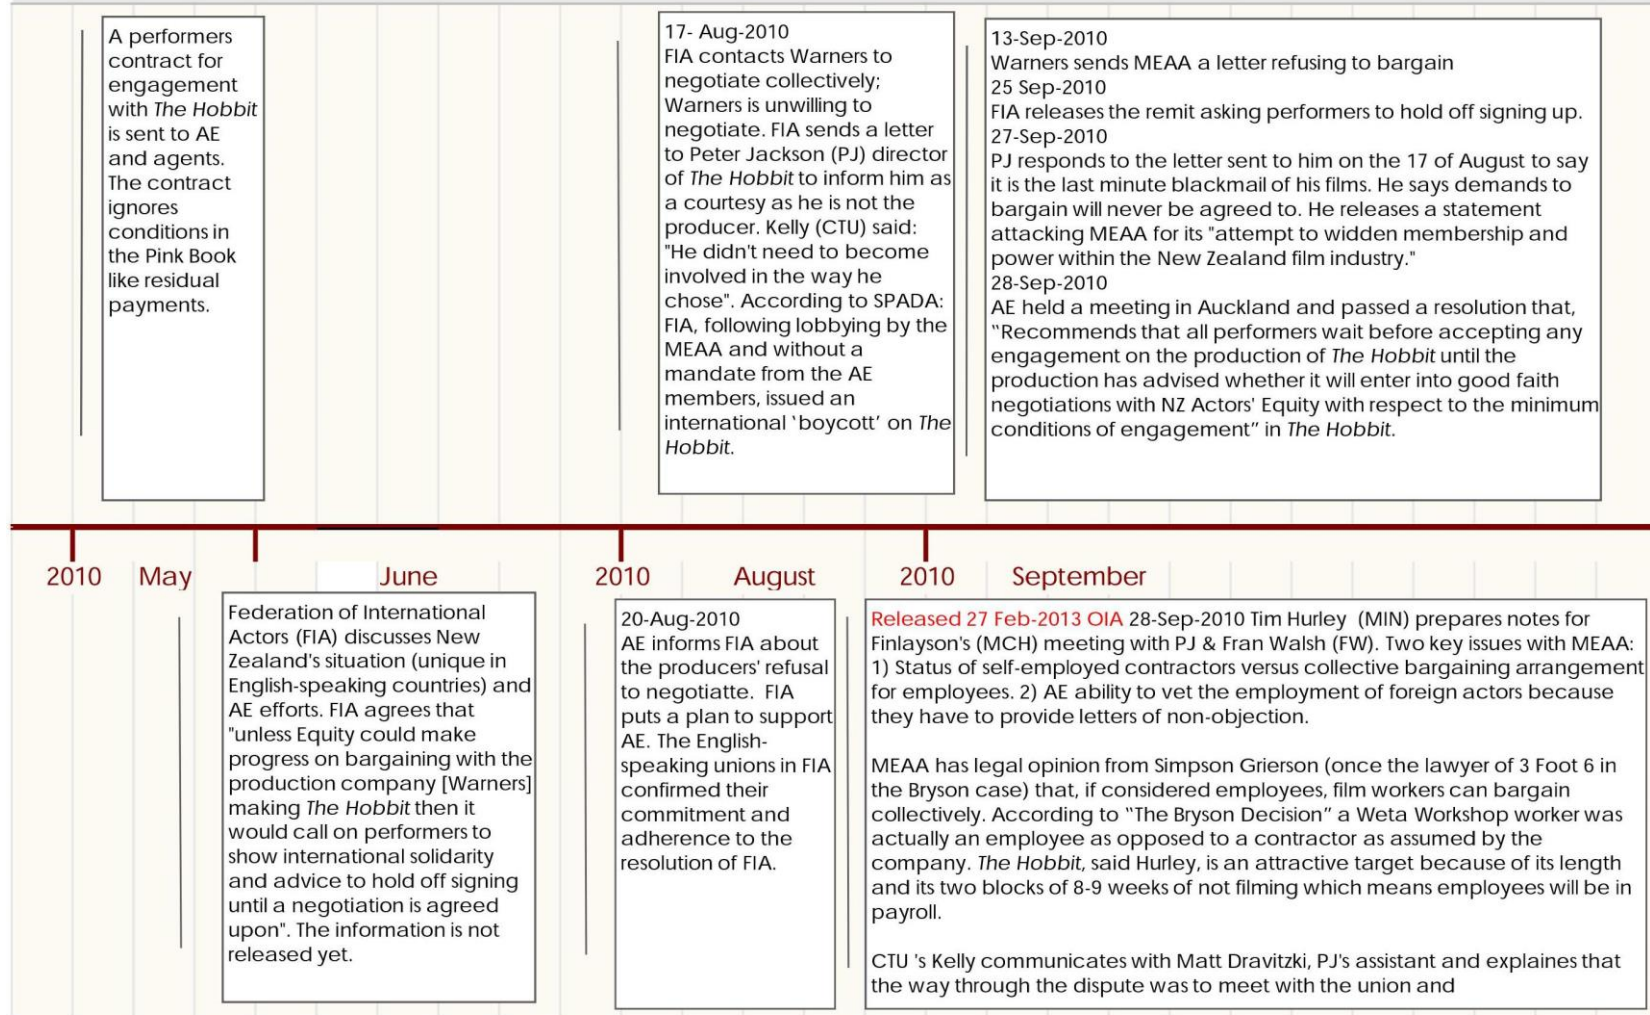 A performers
contract for
engagement
with The Hobbit
is sent to AE
and agents.
The contract
ignores
conditions in
the Pink Book
like residual
payments.
17- Aug-2010
FIA contacts Warners to
negotiate collectively;
Warners is unwilling to
negotiate. FIA sends a letter
to Peter Jackson (PJ) director
of The Hobbit to inform him as
a courtesy as he is not the
producer. Kelly (CTU) said:
"He didn't need to become
involved in the way he
chose". According to SPADA:
FIA, following lobbying by the
MEAA and without a
mandate from the AE
members, issued an
international ‘boycott’ on The
Hobbit.
13-Sep-2010
Warners sends MEAA a letter refusing to bargain
25 Sep-2010
FIA releases the remit asking performers to hold off signing up.
27-Sep-2010
PJ responds to the letter sent to him on the 17 of August to say
it is the last minute blackmail of his films. He says demands to
bargain will never be agreed to. He releases a statement
attacking MEAA for its "attempt to widden membership and
power within the New Zealand film industry."
28-Sep-2010
AE held a meeting in Auckland and passed a resolution that,
“Recommends that all performers wait before accepting any
engagement on the production of The Hobbit until the
production has advised whether it will enter into good faith
negotiations with NZ Actors' Equity with respect to the minimum
conditions of engagement” in The Hobbit.
2010 May June 2010 August 2010 September
Federation of International
Actors (FIA) discusses New
Zealand's situation (unique in
English-speaking countries) and
AE efforts. FIA agrees that
"unless Equity could make
progress on bargaining with the
production company [Warners]
making The Hobbit then it
would call on performers to
show international solidarity
and advice to hold off signing
until a negotiation is agreed
upon". The information is not
released yet.
20-Aug-2010
AE informs FIA about
the producers' refusal
to negotiatte. FIA
puts a plan to support
AE. The English-
speaking unions in FIA
confirmed their
commitment and
adherence to the
resolution of FIA.
Released 27 Feb-2013 OIA 28-Sep-2010 Tim Hurley (MIN) prepares notes for
Finlayson's (MCH) meeting with PJ & Fran Walsh (FW). Two key issues with MEAA:
1) Status of self-employed contractors versus collective bargaining arrangement
for employees. 2) AE ability to vet the employment of foreign actors because
they have to provide letters of non-objection.
MEAA has legal opinion from Simpson Grierson (once the lawyer of 3 Foot 6 in
the Bryson case) that, if considered employees, film workers can bargain
collectively. According to “The Bryson Decision” a Weta Workshop worker was
actually an employee as opposed to a contractor as assumed by the
company. The Hobbit, said Hurley, is an attractive target because of its length
and its two blocks of 8-9 weeks of not filming which means employees will be in
payroll.
CTU 's Kelly communicates with Matt Dravitzki, PJ's assistant and explaines that
the way through the dispute was to meet with the union and